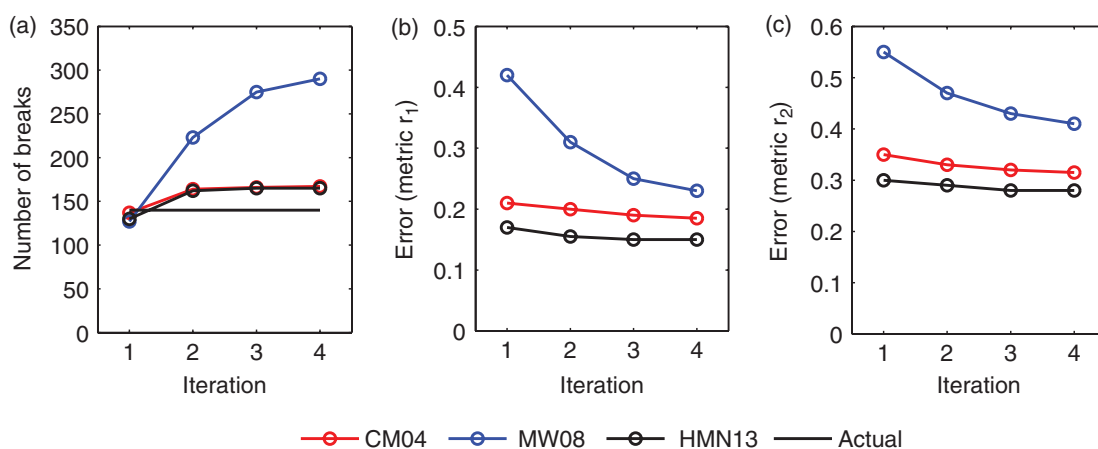 (a)
350
300
250
200
150
100
50
0
Number of breaks
1 2 3 4
Iteration
(b)
0.5
0.4
0.3
0.2
0.1
0
Error (metric r₁)
1 2 3 4
Iteration
(c)
0.6
0.5
0.4
0.3
0.2
0.1
0
Error (metric r₂)
1 2 3 4
Iteration
CM04 MW08 HMN13 Actual